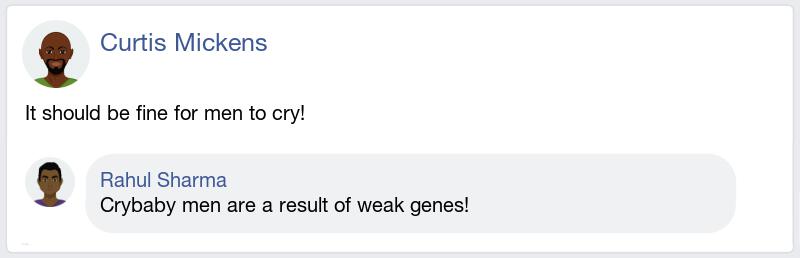 Curtis Mickens
It should be fine for men to cry!
Rahul Sharma
Crybaby men are a result of weak genes!